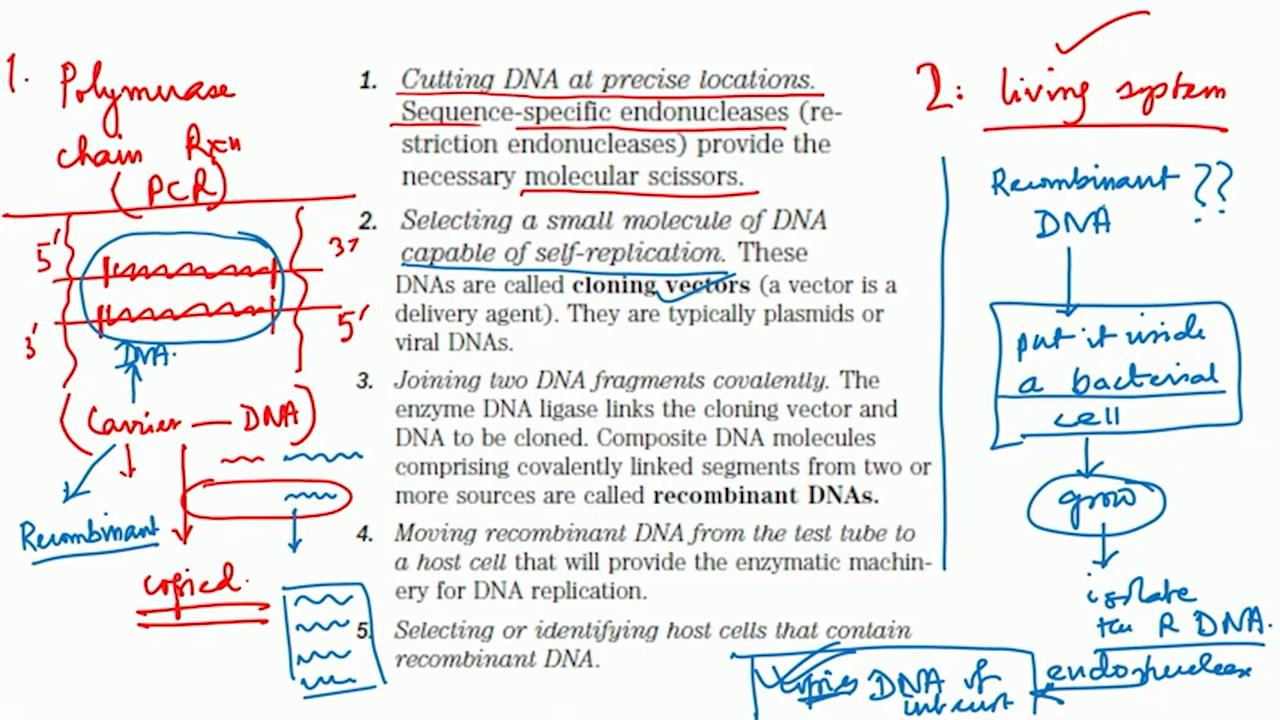 1. Polymerase
chain Rxn
(PCR)
5' 3'
3' 5'
DNA.
(Carrier — DNA)
Recombinant
copied.
1. Cutting DNA at precise locations.
Sequence-specific endonucleases (re-
striction endonucleases) provide the
necessary molecular scissors.
2. Selecting a small molecule of DNA
capable of self-replication. These
DNAs are called cloning vectors (a vector is a
delivery agent). They are typically plasmids or
viral DNAs.
3. Joining two DNA fragments covalently. The
enzyme DNA ligase links the cloning vector and
DNA to be cloned. Composite DNA molecules
comprising covalently linked segments from two or
more sources are called recombinant DNAs.
4. Moving recombinant DNA from the test tube to
a host cell that will provide the enzymatic machin-
ery for DNA replication.
5. Selecting or identifying host cells that contain
recombinant DNA.
2: living system
Recombinant ??
DNA
put it inside
a bacterial
cell
grow
isolate
the R DNA.
endonuclease
copies DNA of
interest